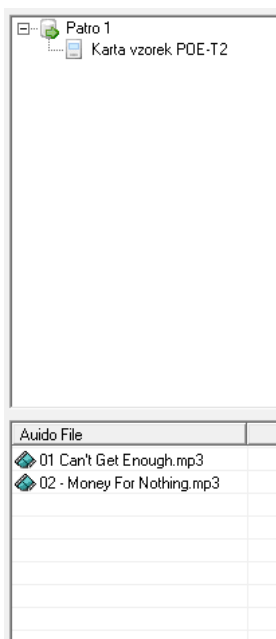 Patro 1
Karta vzorek POE-T2
Auido File
01 Can't Get Enough.mp3
02 - Money For Nothing.mp3